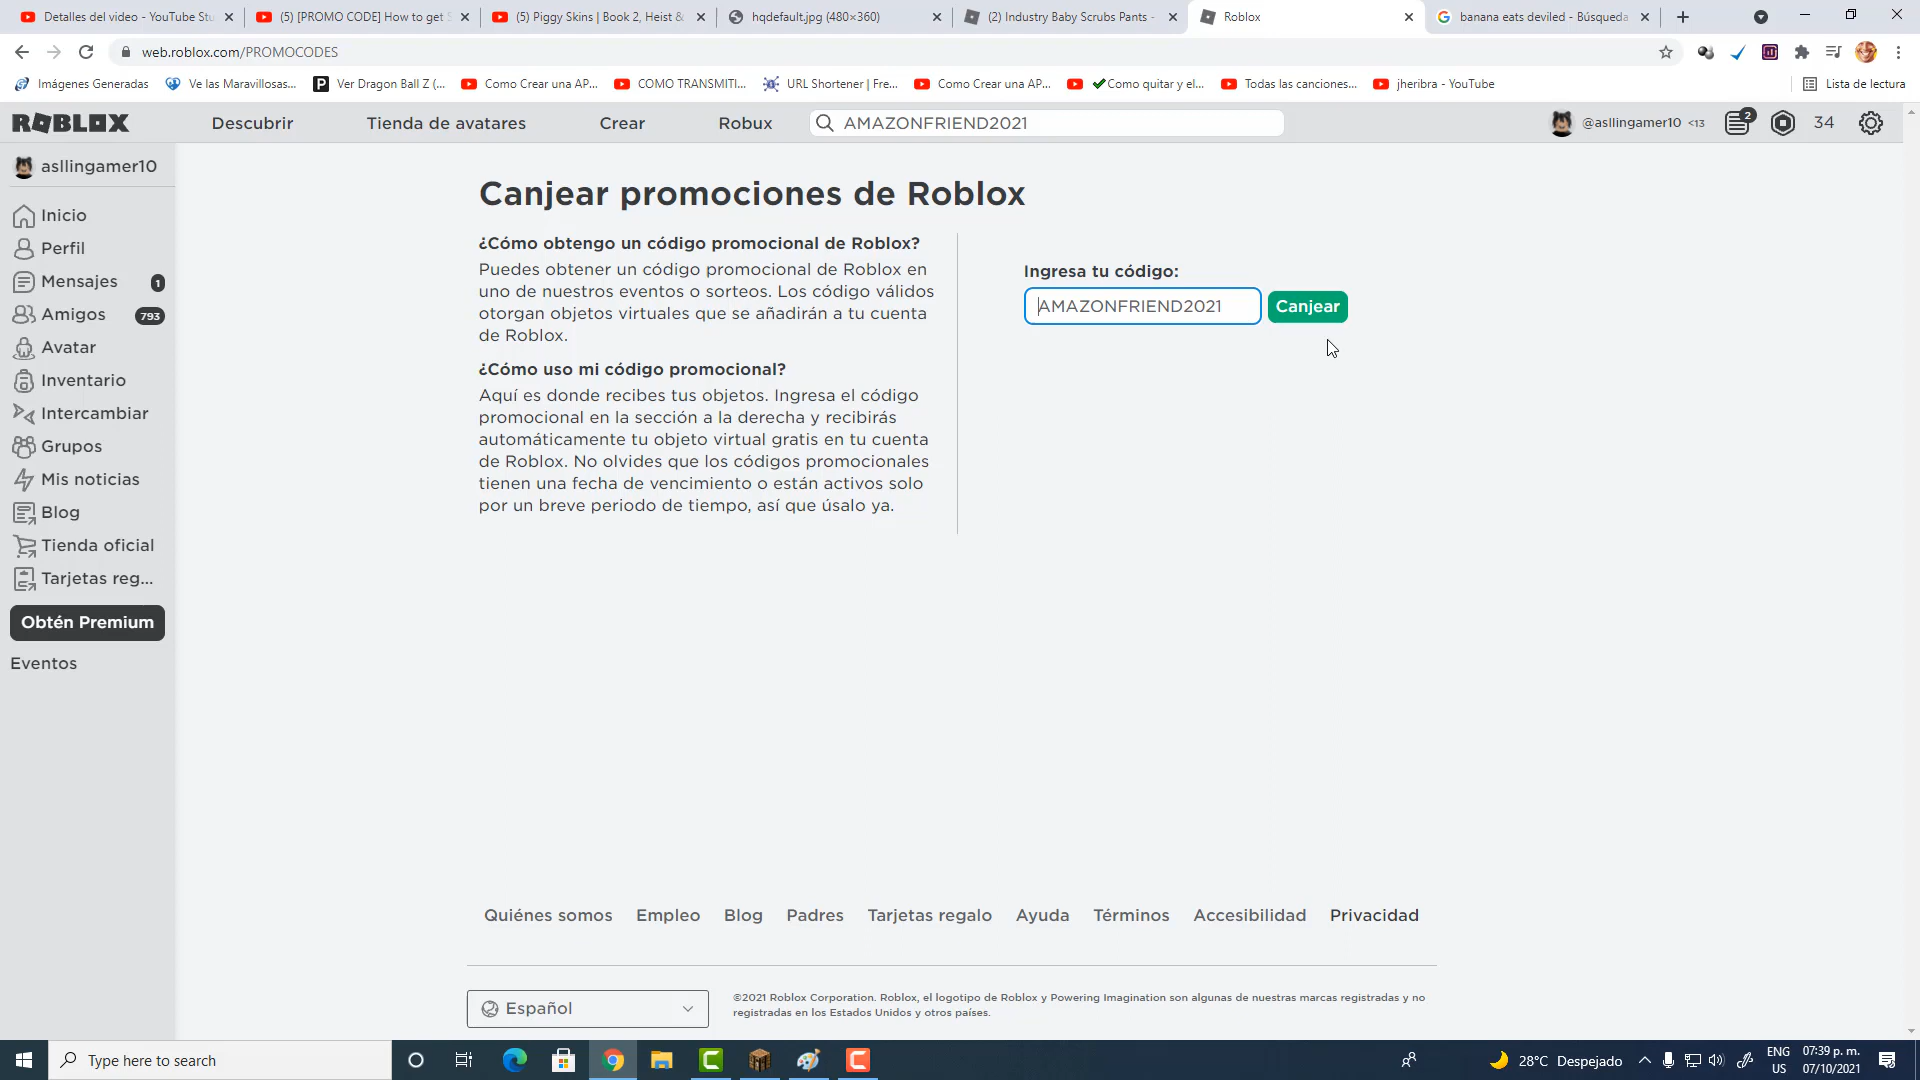 Detalles del video - YouTube Stu
(5) [PROMO CODE] How to get S
(5) Piggy Skins | Book 2, Heist &
hqdefault.jpg (480×360)
(2) Industry Baby Scrubs Pants -
Roblox
banana eats deviled - Búsqueda
web.roblox.com/PROMOCODES
Imágenes Generadas
Ve las Maravillosas...
Ver Dragon Ball Z (...
Como Crear una AP...
COMO TRANSMITI...
URL Shortener | Fre...
Como Crear una AP...
Como quitar y el...
Todas las canciones...
jheribra - YouTube
Lista de lectura
ROBLOX
Descubrir
Tienda de avatares
Crear
Robux
AMAZONFRIEND2021
@asllingamer10 <13
2
34
asllingamer10
Inicio
Perfil
Mensajes 1
Amigos 793
Avatar
Inventario
Intercambiar
Grupos
Mis noticias
Blog
Tienda oficial
Tarjetas reg...
Obtén Premium
Eventos
Canjear promociones de Roblox
¿Cómo obtengo un código promocional de Roblox?
Puedes obtener un código promocional de Roblox en
uno de nuestros eventos o sorteos. Los código válidos
otorgan objetos virtuales que se añadirán a tu cuenta
de Roblox.
¿Cómo uso mi código promocional?
Aquí es donde recibes tus objetos. Ingresa el código
promocional en la sección a la derecha y recibirás
automáticamente tu objeto virtual gratis en tu cuenta
de Roblox. No olvides que los códigos promocionales
tienen una fecha de vencimiento o están activos solo
por un breve periodo de tiempo, así que úsalo ya.
Ingresa tu código:
AMAZONFRIEND2021
Canjear
Quiénes somos
Empleo
Blog
Padres
Tarjetas regalo
Ayuda
Términos
Accesibilidad
Privacidad
Español
©2021 Roblox Corporation. Roblox, el logotipo de Roblox y Powering Imagination son algunas de nuestras marcas registradas y no
registradas en los Estados Unidos y otros países.
Type here to search
28°C Despejado
ENG
US
07:39 p. m.
07/10/2021